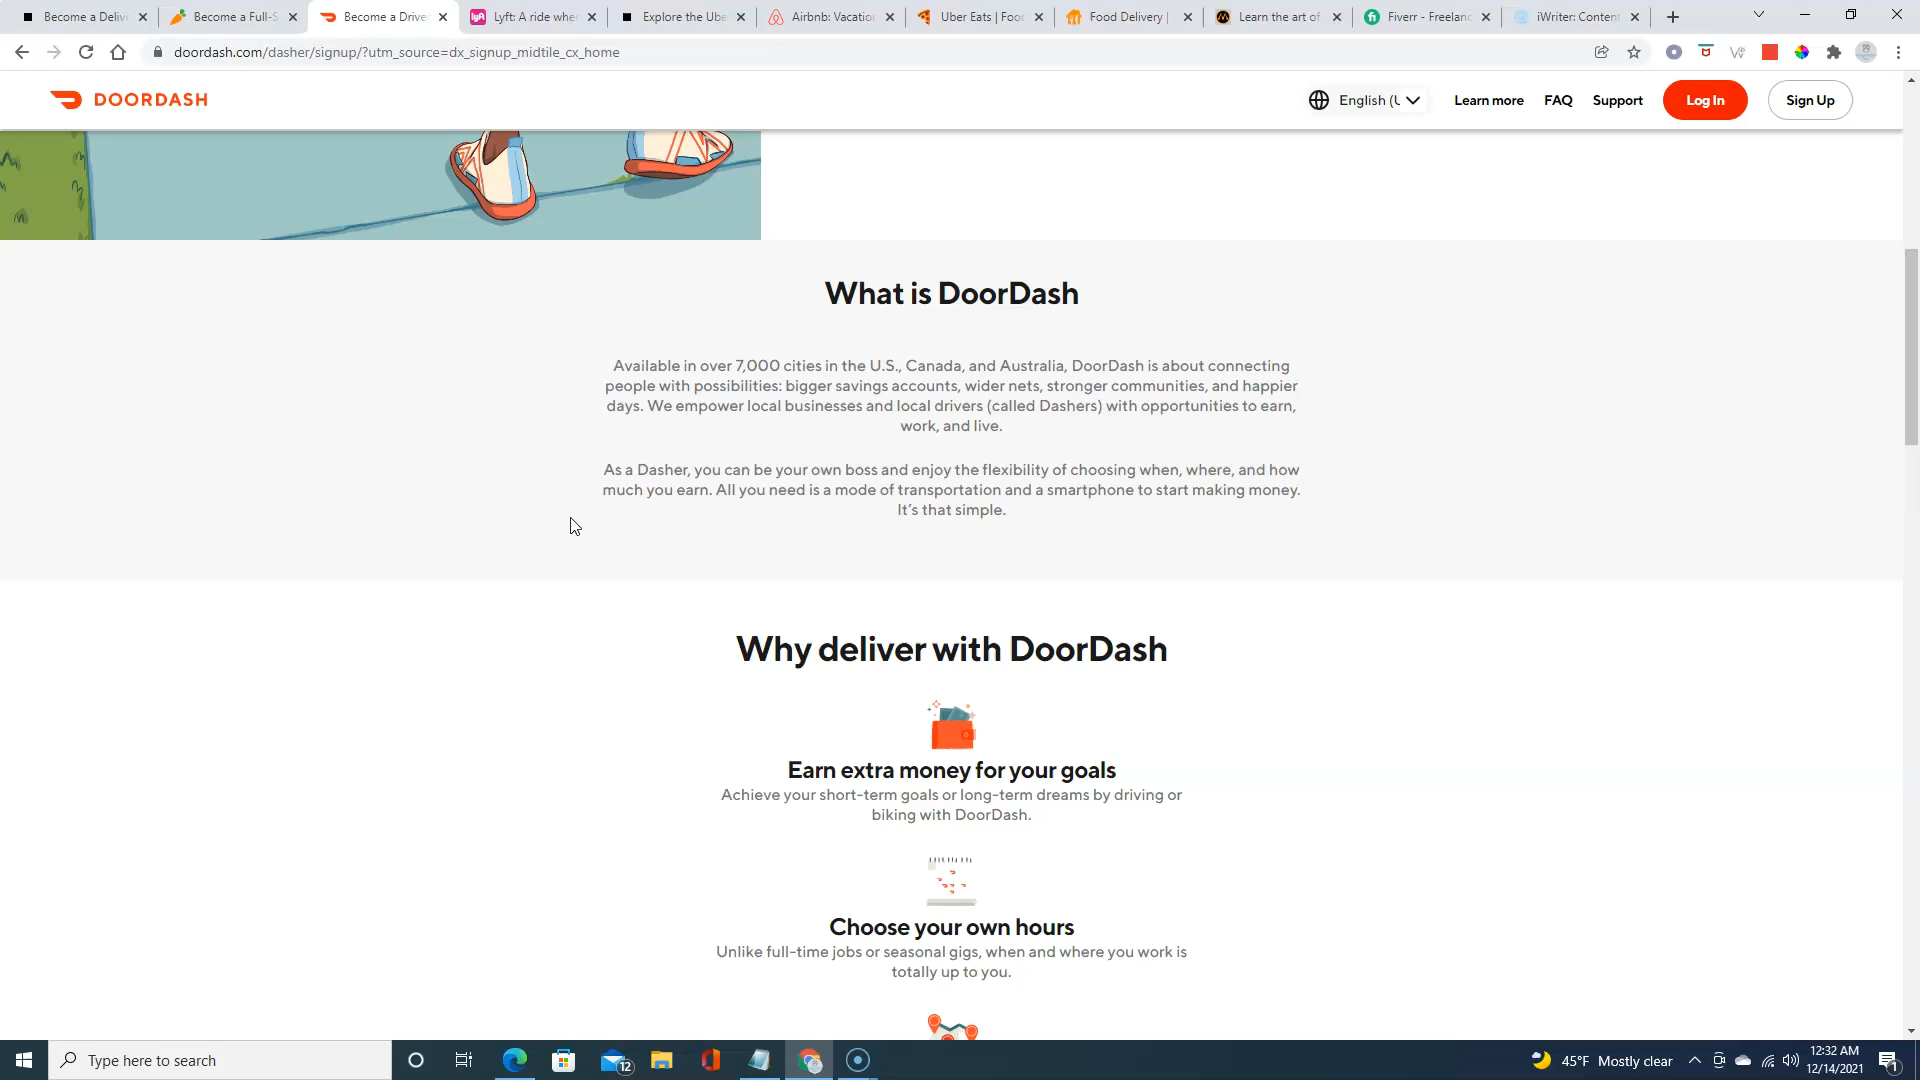 Become a Delive
Become a Full-S
Become a Driver
Lyft: A ride whe
Explore the Ube
Airbnb: Vacatio
Uber Eats | Food
Food Delivery |
Learn the art of
Fiverr - Freelanc
iWriter: Content
doordash.com/dasher/signup/?utm_source=dx_signup_midtile_cx_home
DOORDASH
English (U
Learn more
FAQ
Support
Log In
Sign Up
What is DoorDash
Available in over 7,000 cities in the U.S., Canada, and Australia, DoorDash is about connecting
people with possibilities: bigger savings accounts, wider nets, stronger communities, and happier
days. We empower local businesses and local drivers (called Dashers) with opportunities to earn,
work, and live.
As a Dasher, you can be your own boss and enjoy the flexibility of choosing when, where, and how
much you earn. All you need is a mode of transportation and a smartphone to start making money.
It's that simple.
Why deliver with DoorDash
Earn extra money for your goals
Achieve your short-term goals or long-term dreams by driving or
biking with DoorDash.
Choose your own hours
Unlike full-time jobs or seasonal gigs, when and where you work is
totally up to you.
Type here to search
12
45°F Mostly clear
12:32 AM
12/14/2021
1